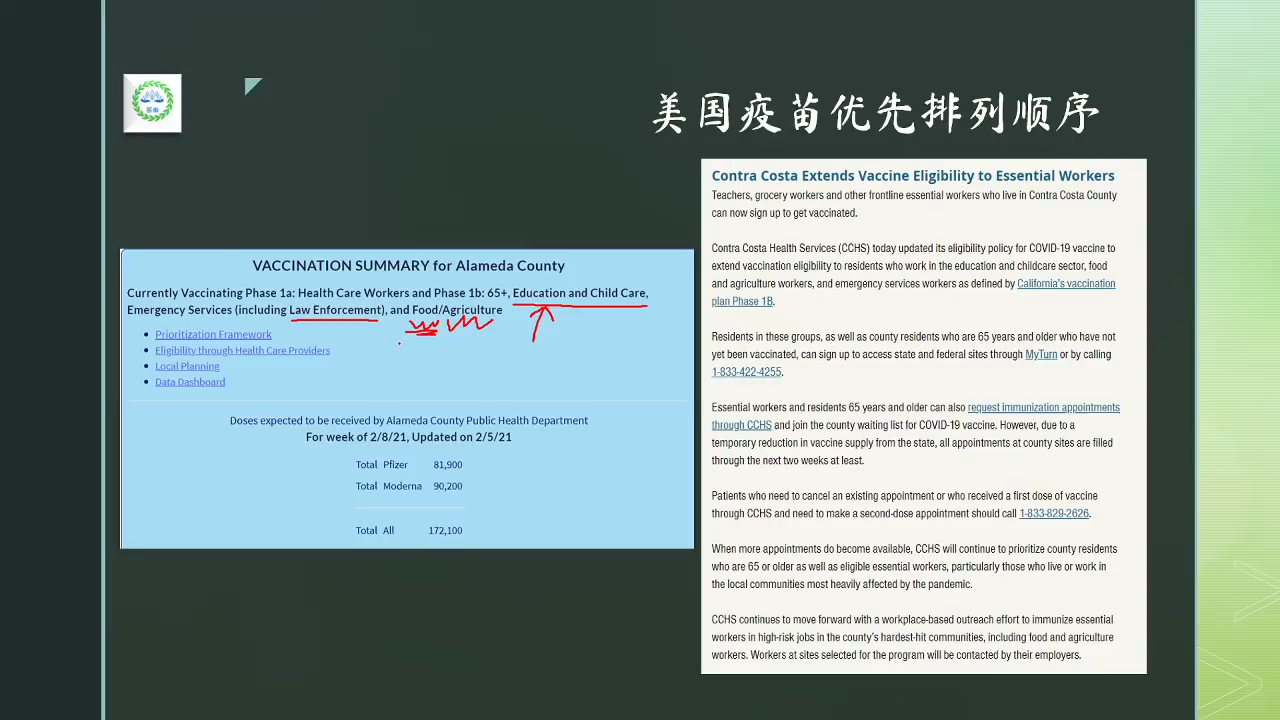 美国疫苗优先排列顺序
VACCINATION SUMMARY for Alameda County
Currently Vaccinating Phase 1a: Health Care Workers and Phase 1b: 65+, Education and Child Care,
Emergency Services (including Law Enforcement), and Food/Agriculture
Prioritization Framework
Eligibility through Health Care Providers
Local Planning
Data Dashboard
Doses expected to be received by Alameda County Public Health Department
For week of 2/8/21, Updated on 2/5/21
Total Pfizer 81,900
Total Moderna 90,200
Total All 172,100
Contra Costa Extends Vaccine Eligibility to Essential Workers
Teachers, grocery workers and other frontline essential workers who live in Contra Costa County
can now sign up to get vaccinated.
Contra Costa Health Services (CCHS) today updated its eligibility policy for COVID-19 vaccine to
extend vaccination eligibility to residents who work in the education and childcare sector, food
and agriculture workers, and emergency services workers as defined by California's vaccination
plan Phase 1B.
Residents in these groups, as well as county residents who are 65 years and older who have not
yet been vaccinated, can sign up to access state and federal sites through MyTurn or by calling
1-833-422-4255.
Essential workers and residents 65 years and older can also request immunization appointments
through CCHS and join the county waiting list for COVID-19 vaccine. However, due to a
temporary reduction in vaccine supply from the state, all appointments at county sites are filled
through the next two weeks at least.
Patients who need to cancel an existing appointment or who received a first dose of vaccine
through CCHS and need to make a second-dose appointment should call 1-833-829-2626.
When more appointments do become available, CCHS will continue to prioritize county residents
who are 65 or older as well as eligible essential workers, particularly those who live or work in
the local communities most heavily affected by the pandemic.
CCHS continues to move forward with a workplace-based outreach effort to immunize essential
workers in high-risk jobs in the county's hardest-hit communities, including food and agriculture
workers. Workers at sites selected for the program will be contacted by their employers.